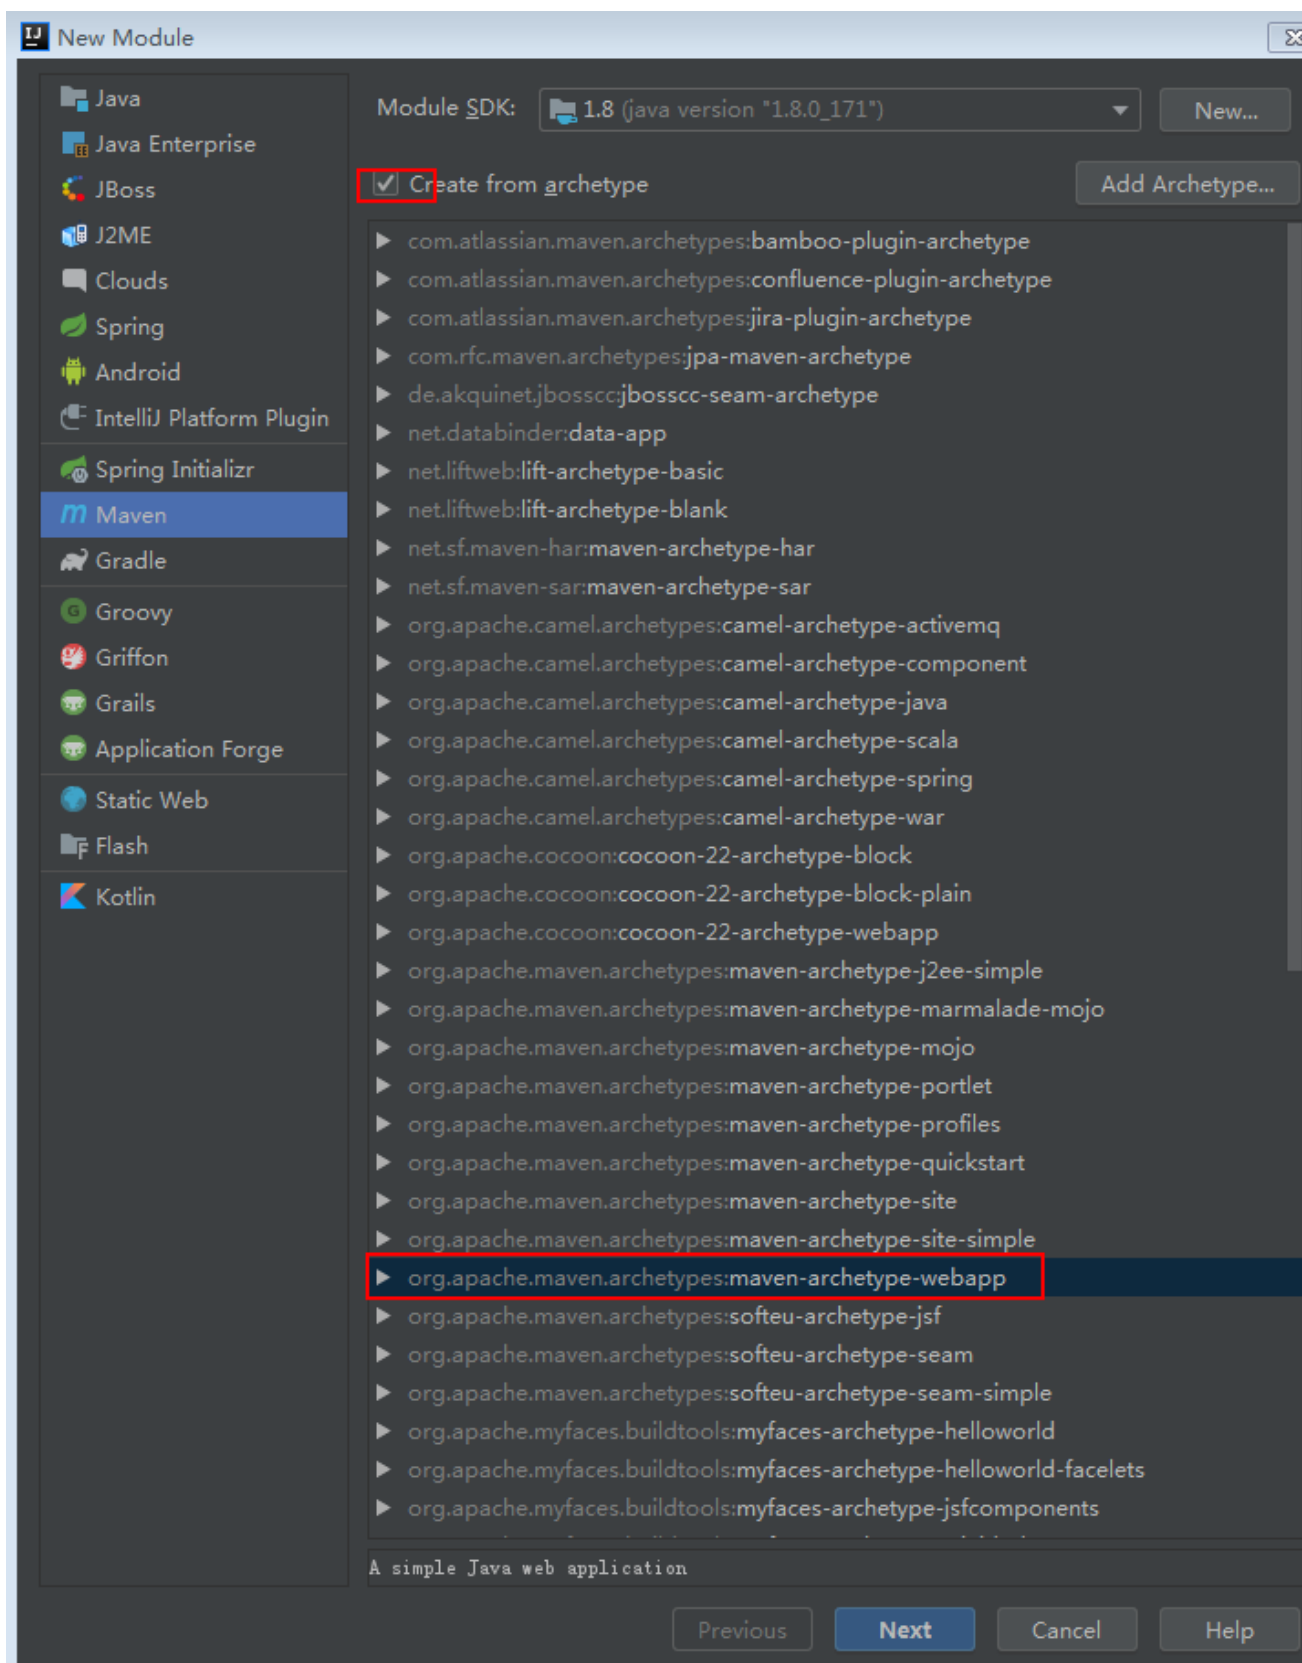 New Module
Java
Java Enterprise
JBoss
J2ME
Clouds
Spring
Android
IntelliJ Platform Plugin
Spring Initializr
Maven
Gradle
Groovy
Griffon
Grails
Application Forge
Static Web
Flash
Kotlin
Module SDK: 1.8 (java version "1.8.0_171") New...
Create from archetype Add Archetype...
com.atlassian.maven.archetypes:bamboo-plugin-archetype
com.atlassian.maven.archetypes:confluence-plugin-archetype
com.atlassian.maven.archetypes:jira-plugin-archetype
com.rfc.maven.archetypes:jpa-maven-archetype
de.akquinet.jbosscc:jbosscc-seam-archetype
net.databinder:data-app
net.liftweb:lift-archetype-basic
net.liftweb:lift-archetype-blank
net.sf.maven-har:maven-archetype-har
net.sf.maven-sar:maven-archetype-sar
org.apache.camel.archetypes:camel-archetype-activemq
org.apache.camel.archetypes:camel-archetype-component
org.apache.camel.archetypes:camel-archetype-java
org.apache.camel.archetypes:camel-archetype-scala
org.apache.camel.archetypes:camel-archetype-spring
org.apache.camel.archetypes:camel-archetype-war
org.apache.cocoon:cocoon-22-archetype-block
org.apache.cocoon:cocoon-22-archetype-block-plain
org.apache.cocoon:cocoon-22-archetype-webapp
org.apache.maven.archetypes:maven-archetype-j2ee-simple
org.apache.maven.archetypes:maven-archetype-marmalade-mojo
org.apache.maven.archetypes:maven-archetype-mojo
org.apache.maven.archetypes:maven-archetype-portlet
org.apache.maven.archetypes:maven-archetype-profiles
org.apache.maven.archetypes:maven-archetype-quickstart
org.apache.maven.archetypes:maven-archetype-site
org.apache.maven.archetypes:maven-archetype-site-simple
org.apache.maven.archetypes:maven-archetype-webapp
org.apache.maven.archetypes:softeu-archetype-jsf
org.apache.maven.archetypes:softeu-archetype-seam
org.apache.maven.archetypes:softeu-archetype-seam-simple
org.apache.myfaces.buildtools:myfaces-archetype-helloworld
org.apache.myfaces.buildtools:myfaces-archetype-helloworld-facelets
org.apache.myfaces.buildtools:myfaces-archetype-jsfcomponents
A simple Java web application
Previous Next Cancel Help